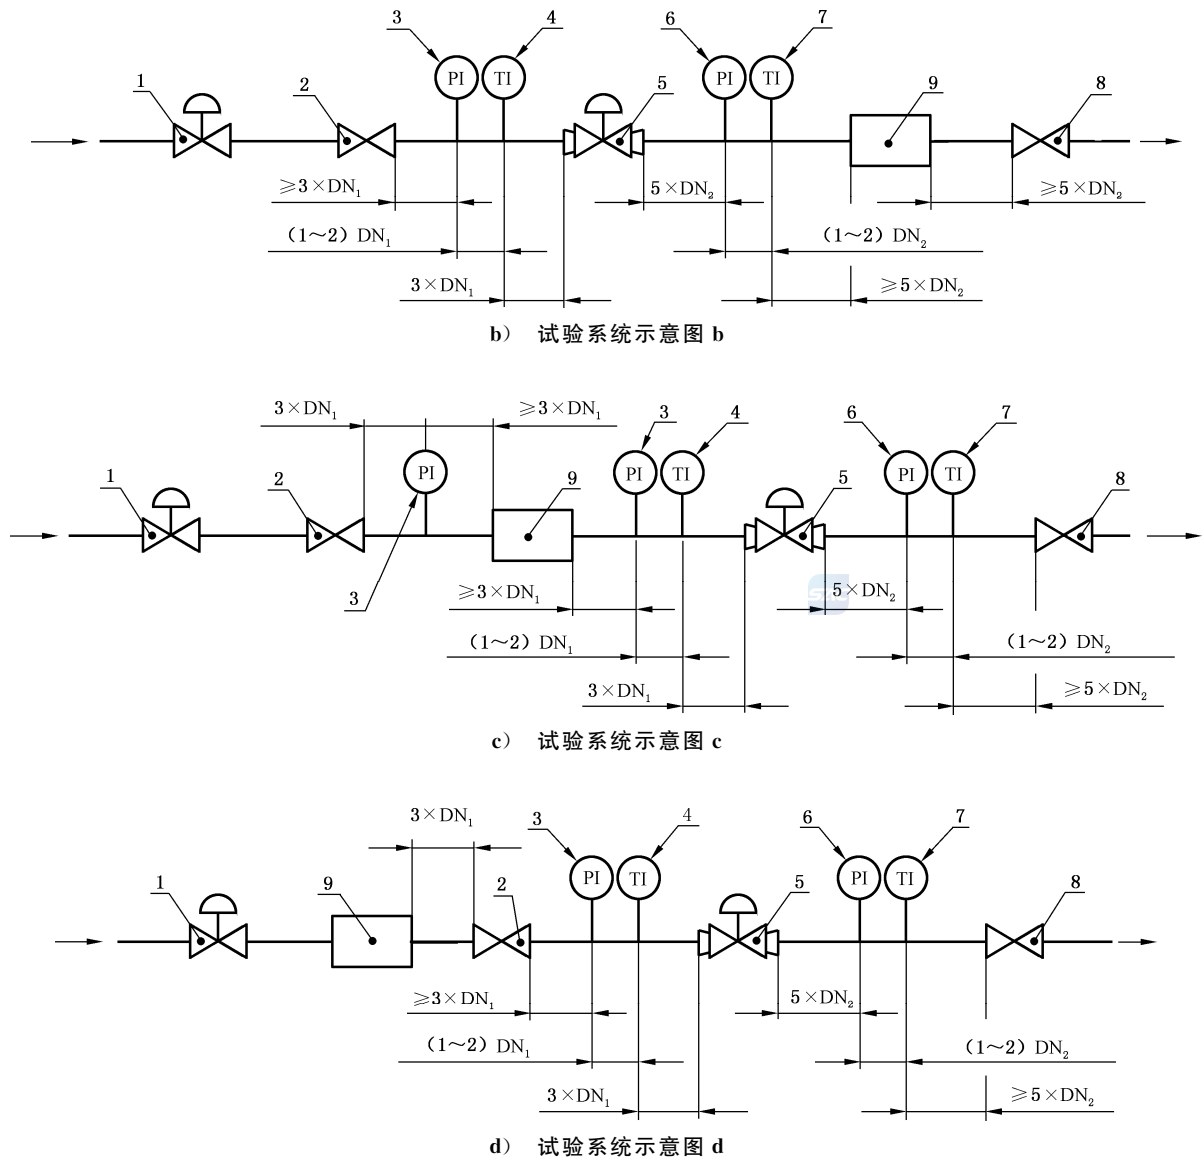 3 4 6 7
1 2 PI TI 5 PI TI 9 8
≥3×DN₁ 5×DN₂ ≥5×DN₂
(1～2) DN₁ (1～2) DN₂
3×DN₁ ≥5×DN₂
b) 试验系统示意图 b
3×DN₁ ≥3×DN₁ 3 4 6 7
1 2 PI 9 PI TI 5 PI TI 8
3 ≥3×DN₁ 5×DN₂
(1～2) DN₁ (1～2) DN₂
3×DN₁ ≥5×DN₂
c) 试验系统示意图 c
3×DN₁ 3 4 6 7
1 9 2 PI TI 5 PI TI 8
≥3×DN₁ 5×DN₂
(1～2) DN₁ (1～2) DN₂
3×DN₁ ≥5×DN₂
d) 试验系统示意图 d